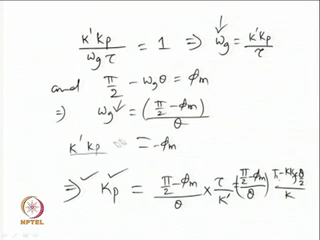 K'Kp / ωgτ = 1 ⇒ ωg = K'Kp / τ
and π/2 - ωgθ = φm
⇒ ωg = (π/2 - φm) / θ
K'Kp = -φm
⇒ Kp = (π/2 - φm) / θ × τ / K' = (π/2 - φm) / θ
NPTEL